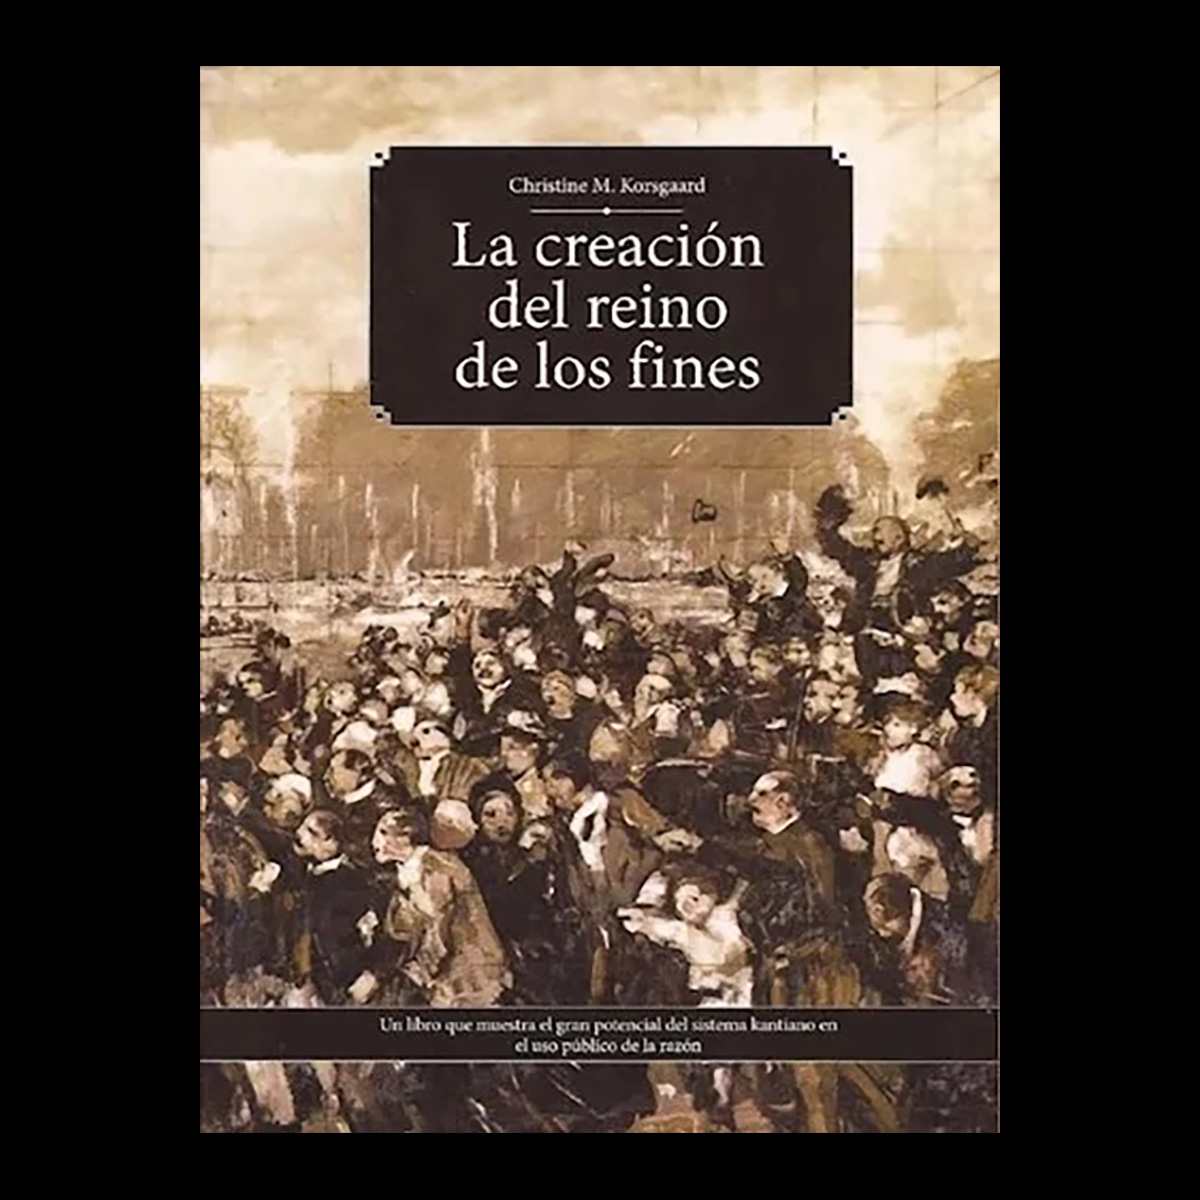 Christine M. Korsgaard
La creación
del reino
de los fines
Un libro que muestra el gran potencial del sistema kantiano en
el uso público de la razón